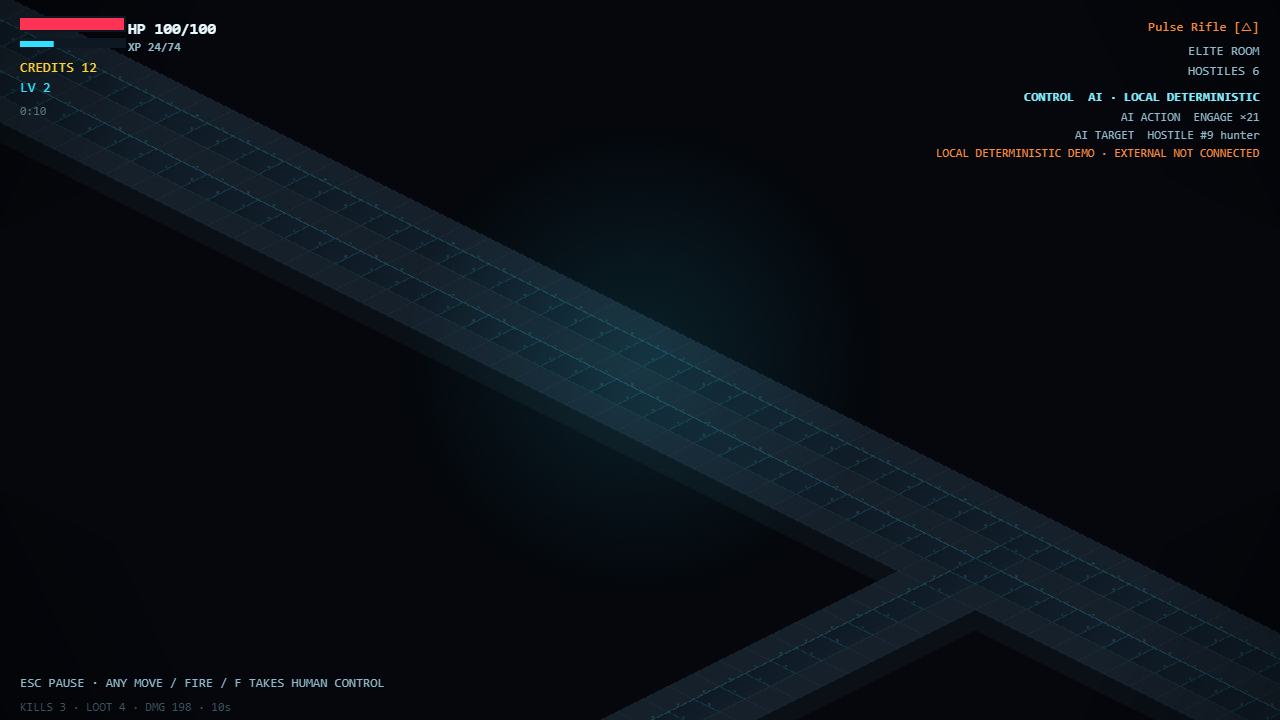 HP 100/100
XP 24/74
CREDITS 12
LV 2
0:10
Pulse Rifle [△]
ELITE ROOM
HOSTILES 6
CONTROL AI · LOCAL DETERMINISTIC
AI ACTION ENGAGE ×21
AI TARGET HOSTILE #9 hunter
LOCAL DETERMINISTIC DEMO · EXTERNAL NOT CONNECTED
ESC PAUSE · ANY MOVE / FIRE / F TAKES HUMAN CONTROL
KILLS 3 · LOOT 4 · DMG 198 · 10s